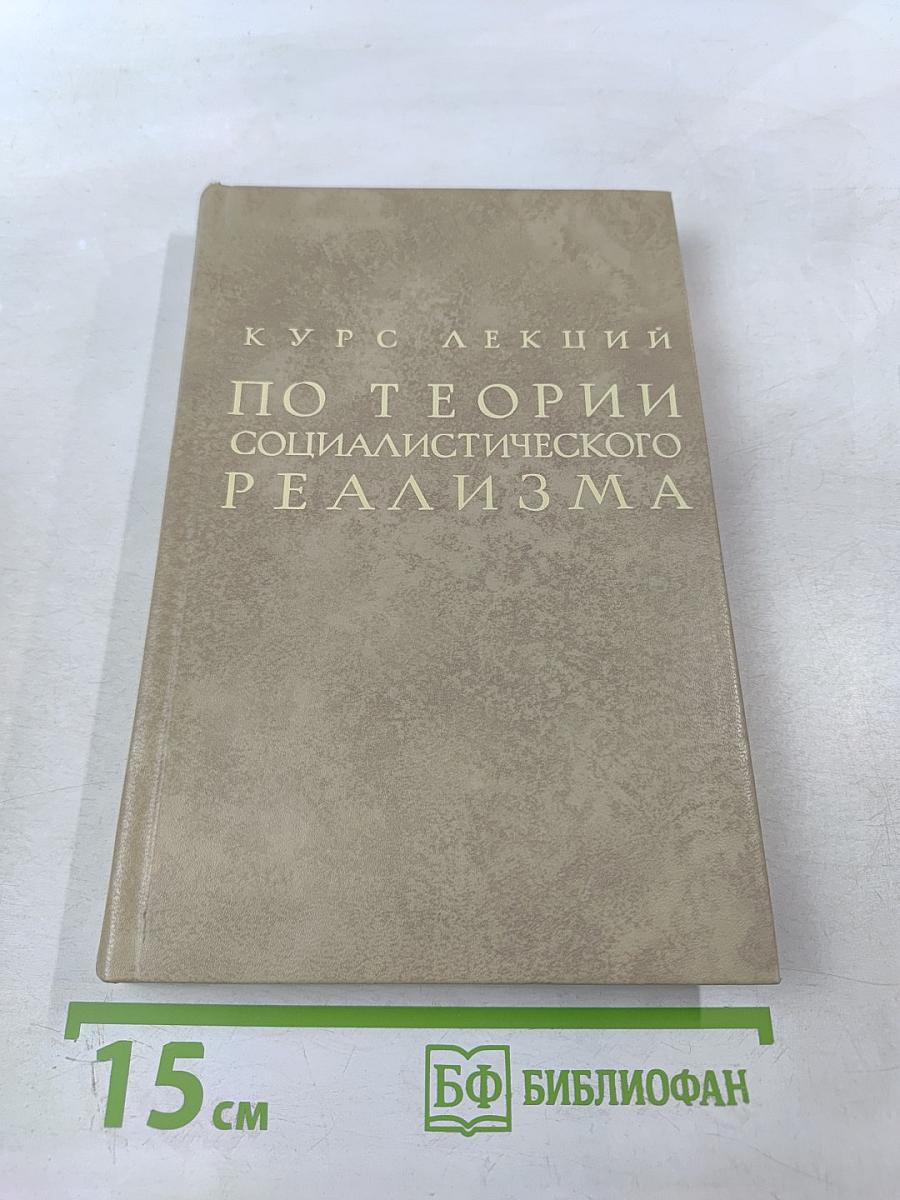 КУРС ЛЕКЦИЙ
ПО ТЕОРИИ
СОЦИАЛИСТИЧЕСКОГО
РЕАЛИЗМА
15 см
БФ БИБЛИОФАН